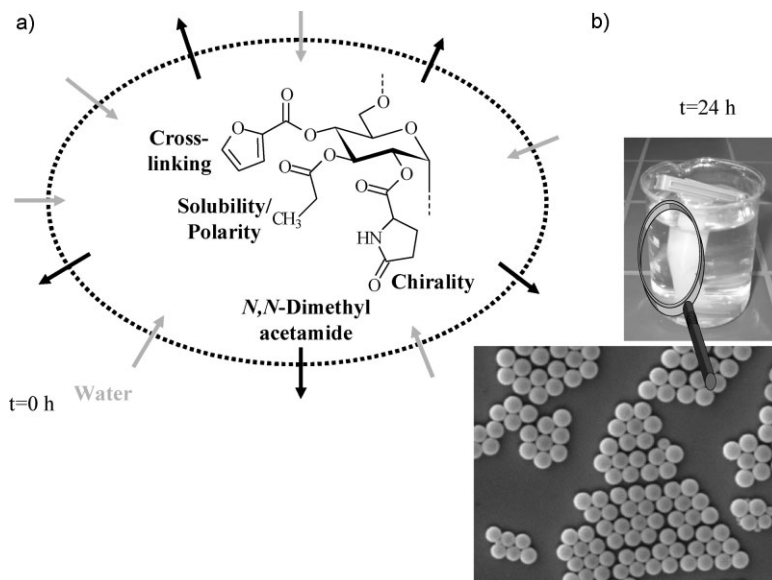 a)
b)
t=24 h
O
O
O
O
O
Cross-
linking
O
O
O
O
Solubility/
Polarity
CH3
HN
O
Chirality
N,N-Dimethyl
acetamide
t=0 h
Water